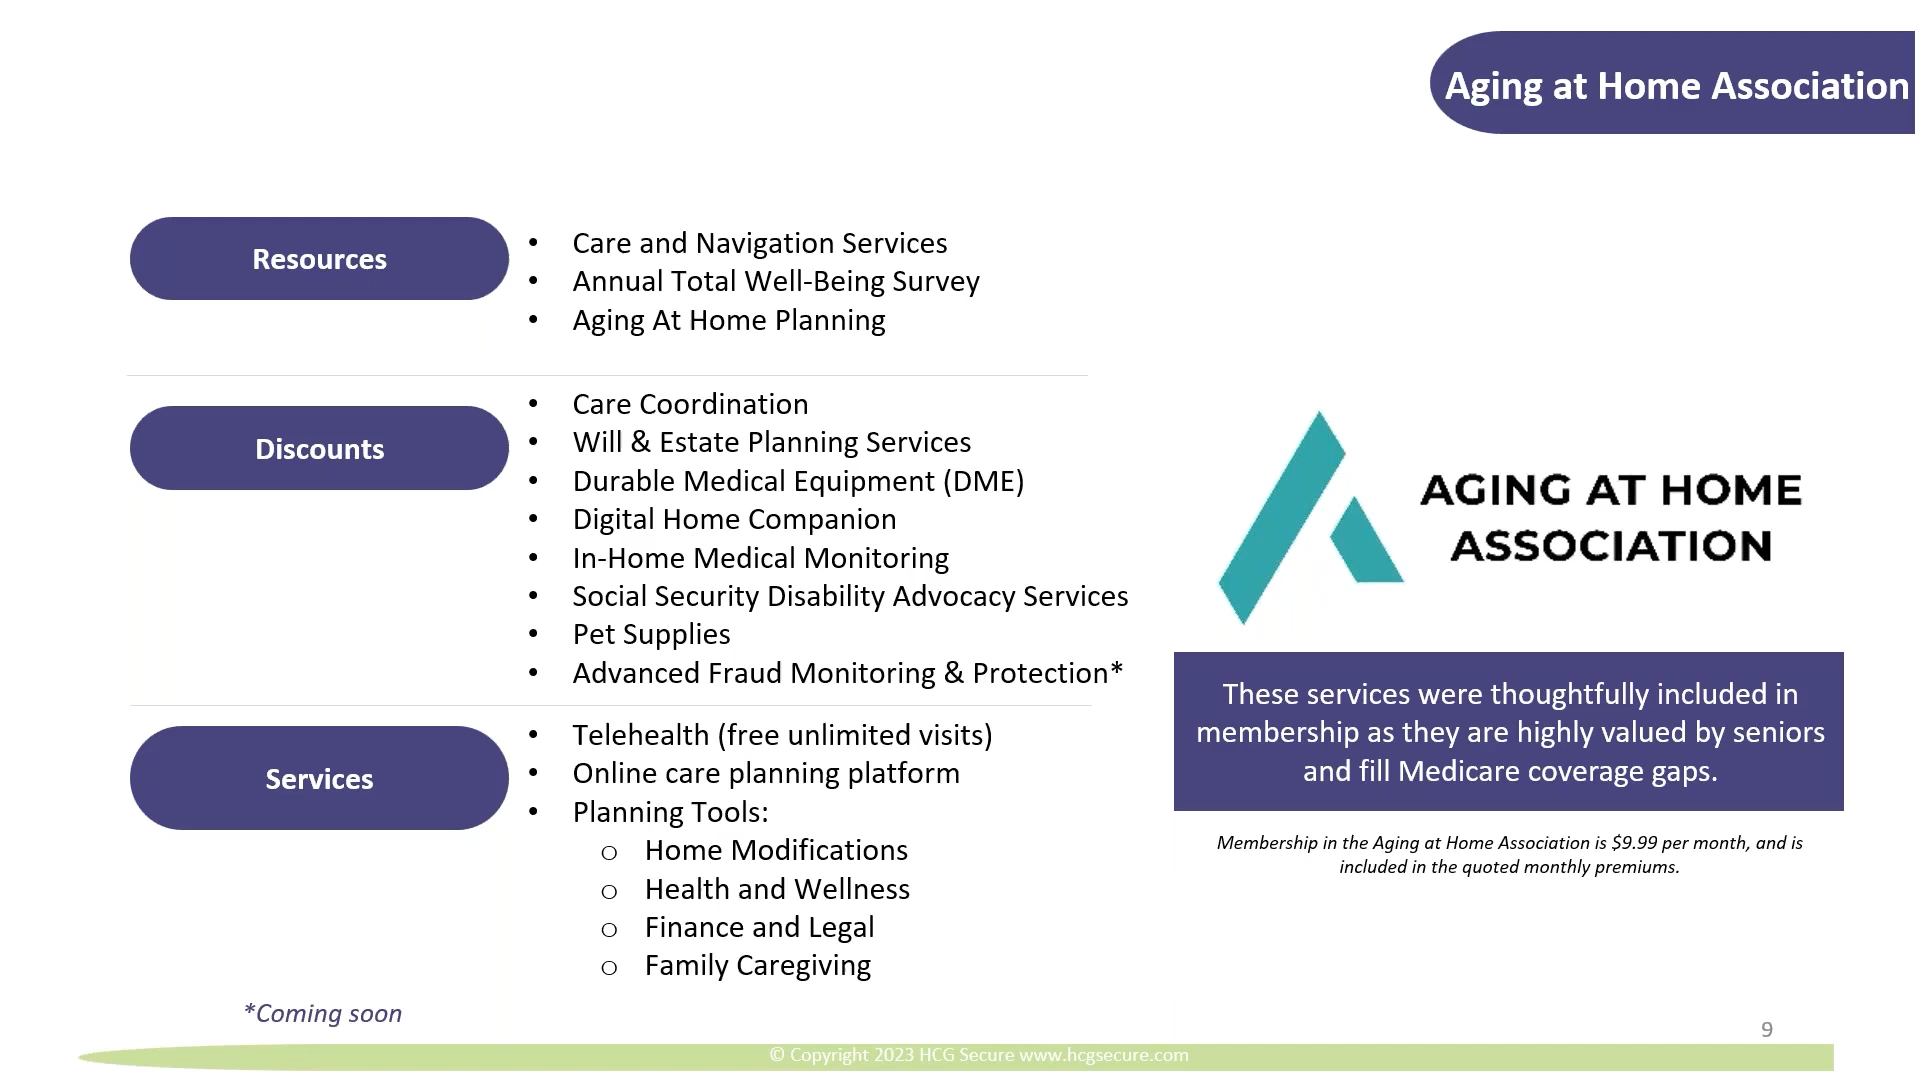 Aging at Home Association
Resources
• Care and Navigation Services
• Annual Total Well-Being Survey
• Aging At Home Planning
Discounts
• Care Coordination
• Will & Estate Planning Services
• Durable Medical Equipment (DME)
• Digital Home Companion
• In-Home Medical Monitoring
• Social Security Disability Advocacy Services
• Pet Supplies
• Advanced Fraud Monitoring & Protection*
Services
• Telehealth (free unlimited visits)
• Online care planning platform
• Planning Tools:
o Home Modifications
o Health and Wellness
o Finance and Legal
o Family Caregiving
*Coming soon
AGING AT HOME
ASSOCIATION
These services were thoughtfully included in
membership as they are highly valued by seniors
and fill Medicare coverage gaps.
Membership in the Aging at Home Association is $9.99 per month, and is
included in the quoted monthly premiums.
9
© Copyright 2023 HCG Secure www.hcgsecure.com